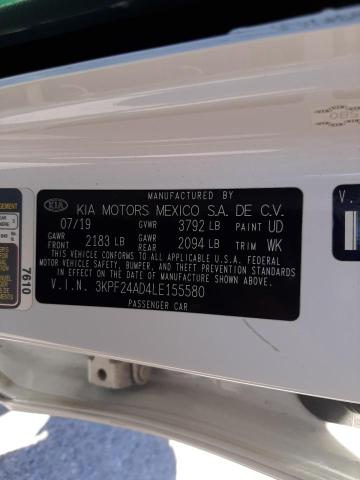 MANUFACTURED BY
KIA KIA MOTORS MEXICO S.A. DE C.V.
07/19 GVWR 3792 LB PAINT UD
GAWR FRONT 2183 LB GAWR REAR 2094 LB TRIM WK
THIS VEHICLE CONFORMS TO ALL APPLICABLE U.S.A. FEDERAL
MOTOR VEHICLE SAFETY, BUMPER, AND THEFT PREVENTION
STANDARDS IN EFFECT ON THE DATE OF MANUFACTURE SHOWN ABOVE.
V.I.N. 3KPF24AD4LE155580
PASSENGER CAR
7610
V.